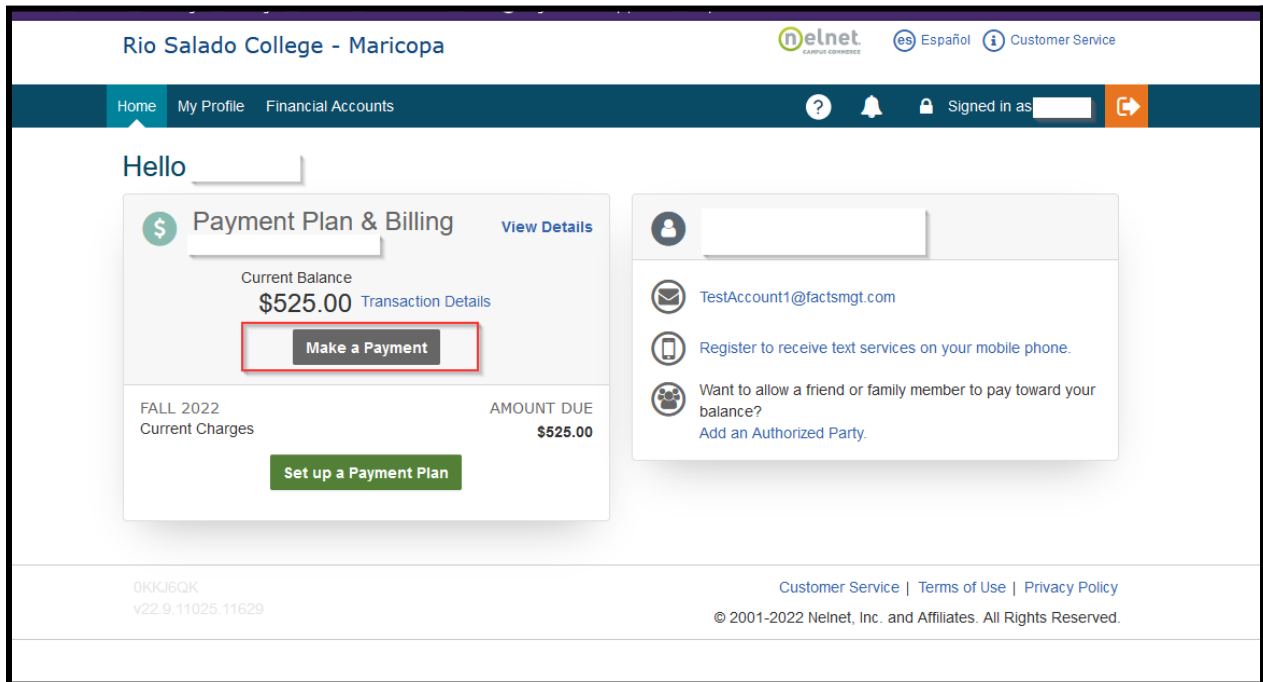 Rio Salado College - Maricopa
nelnet
CAMPUS COMMERCE
es Español i Customer Service
Home My Profile Financial Accounts
? Signed in as
Hello
$ Payment Plan & Billing View Details
Current Balance
$525.00 Transaction Details
Make a Payment
FALL 2022 AMOUNT DUE
Current Charges $525.00
Set up a Payment Plan
TestAccount1@factsmgt.com
Register to receive text services on your mobile phone.
Want to allow a friend or family member to pay toward your
balance?
Add an Authorized Party.
0KKJ6QK
v22.9.11025.11629
Customer Service | Terms of Use | Privacy Policy
© 2001-2022 Nelnet, Inc. and Affiliates. All Rights Reserved.